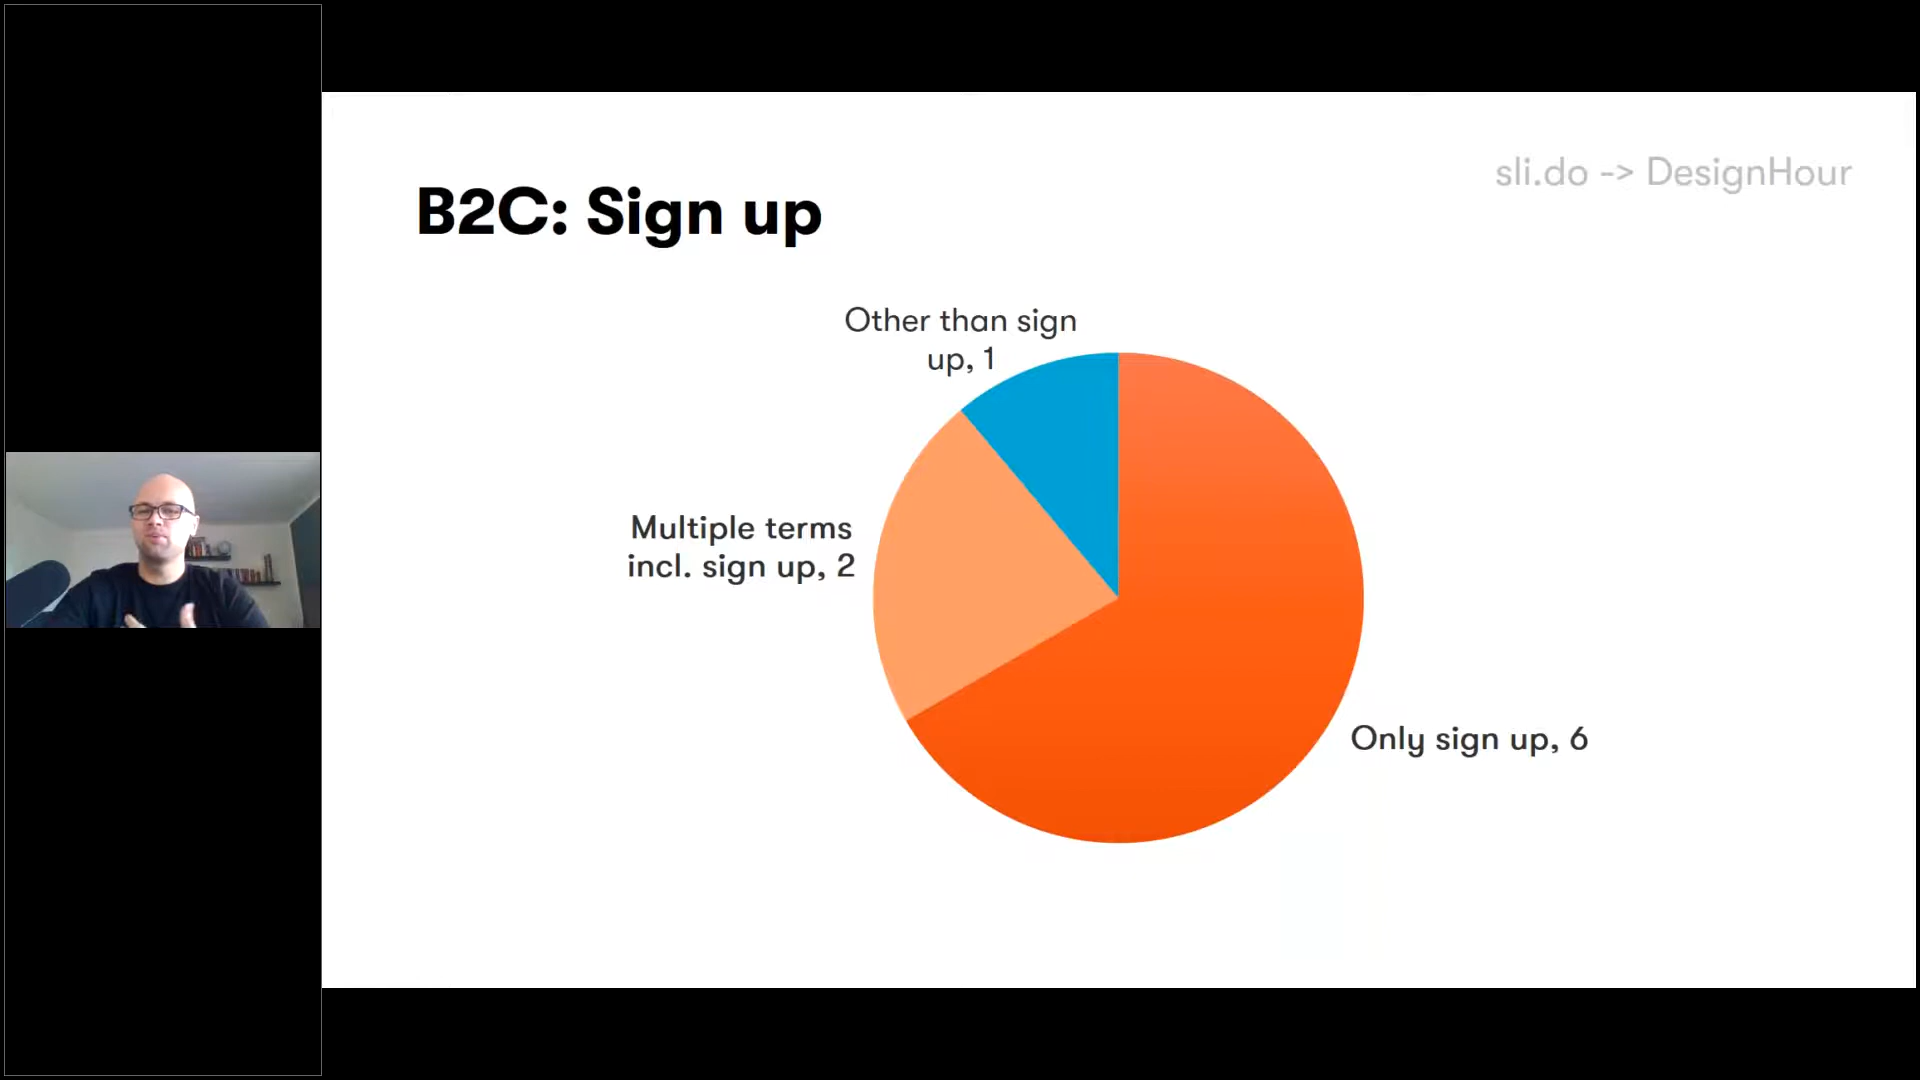 sli.do -> DesignHour
B2C: Sign up
Other than sign
up, 1
Multiple terms
incl. sign up, 2
Only sign up, 6